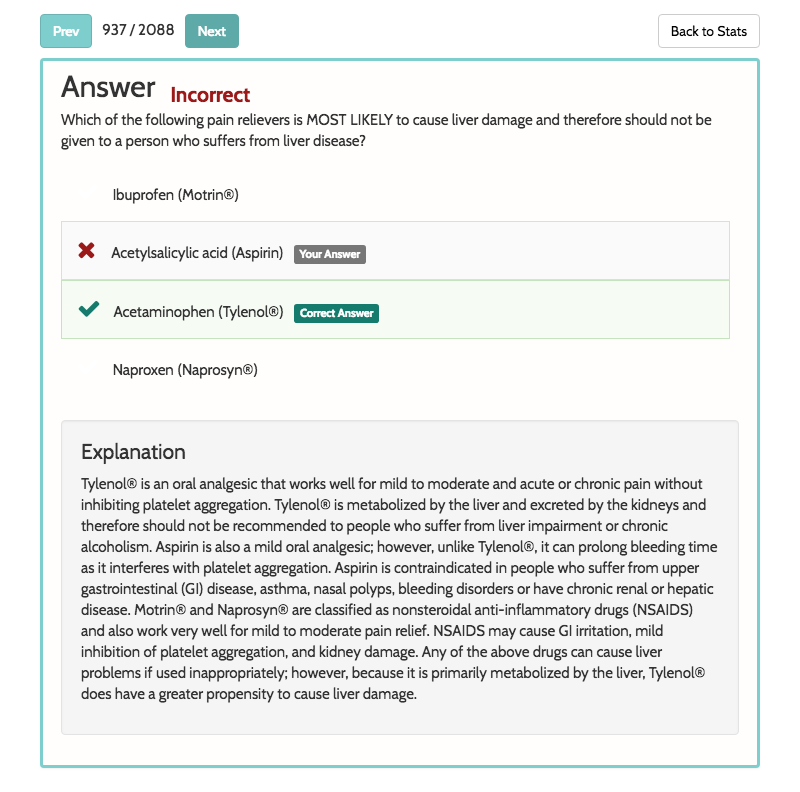 Prev 937 / 2088 Next Back to Stats
Answer Incorrect
Which of the following pain relievers is MOST LIKELY to cause liver damage and therefore should not be
given to a person who suffers from liver disease?
Ibuprofen (Motrin®)
Acetylsalicylic acid (Aspirin) Your Answer
Acetaminophen (Tylenol®) Correct Answer
Naproxen (Naprosyn®)
Explanation
Tylenol® is an oral analgesic that works well for mild to moderate and acute or chronic pain without
inhibiting platelet aggregation. Tylenol® is metabolized by the liver and excreted by the kidneys and
therefore should not be recommended to people who suffer from liver impairment or chronic
alcoholism. Aspirin is also a mild oral analgesic; however, unlike Tylenol®, it can prolong bleeding time
as it interferes with platelet aggregation. Aspirin is contraindicated in people who suffer from upper
gastrointestinal (GI) disease, asthma, nasal polyps, bleeding disorders or have chronic renal or hepatic
disease. Motrin® and Naprosyn® are classified as nonsteroidal anti-inflammatory drugs (NSAIDS)
and also work very well for mild to moderate pain relief. NSAIDS may cause GI irritation, mild
inhibition of platelet aggregation, and kidney damage. Any of the above drugs can cause liver
problems if used inappropriately; however, because it is primarily metabolized by the liver, Tylenol®
does have a greater propensity to cause liver damage.